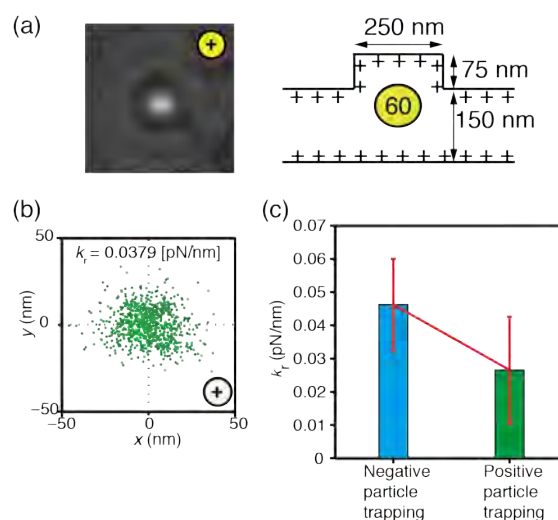 (a)
+
250 nm
75 nm
+ + + + +
+ +
+ + + + + +
60
150 nm
+ + + + + + + + + + +
(b)
50
kr = 0.0379 [pN/nm]
y (nm)
0
−50
−50 0 50
x (nm)
+
(c)
0.07
0.06
0.05
0.04
0.03
0.02
0.01
0
kr (pN/nm)
Negative
particle
trapping
Positive
particle
trapping